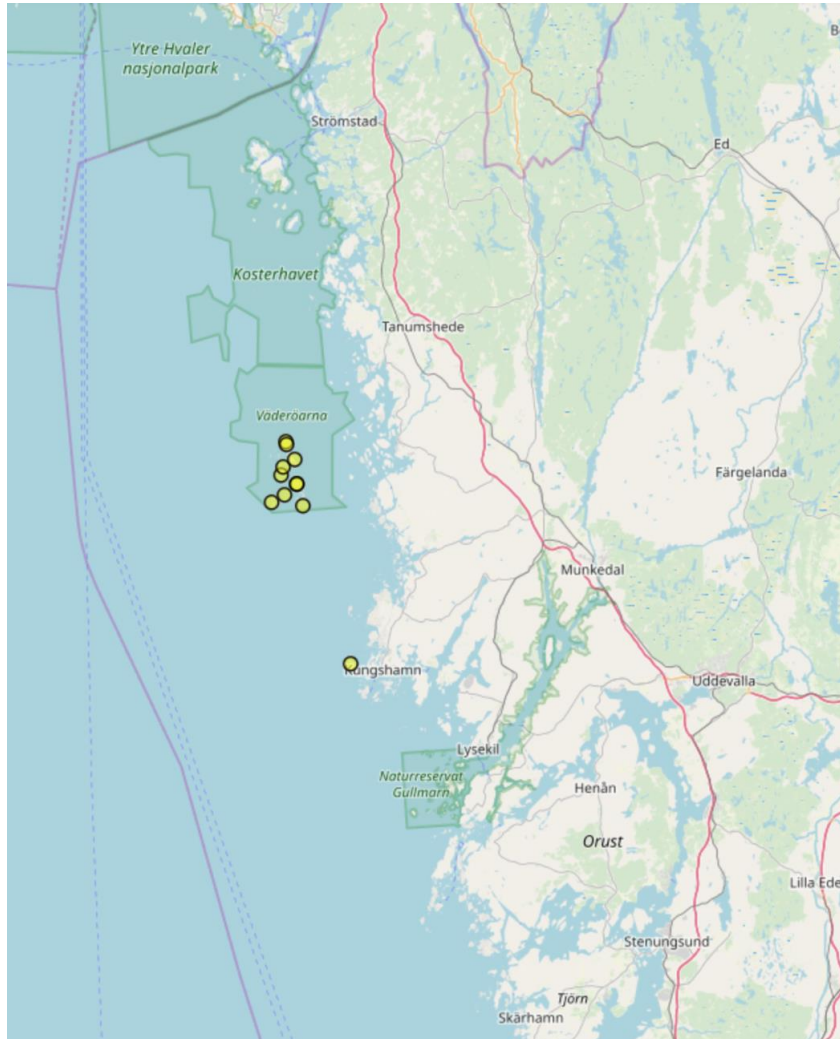 Ytre Hvaler
nasjonalpark
Strömstad
Ed
Kosterhavet
Tanumshede
Väderöarna
Färgelanda
Munkedal
Kungshamn
Uddevalla
Lysekil
Naturreservat
Gullmarn
Henån
Orust
Lilla Ede
Stenungsund
Tjörn
Skärhamn